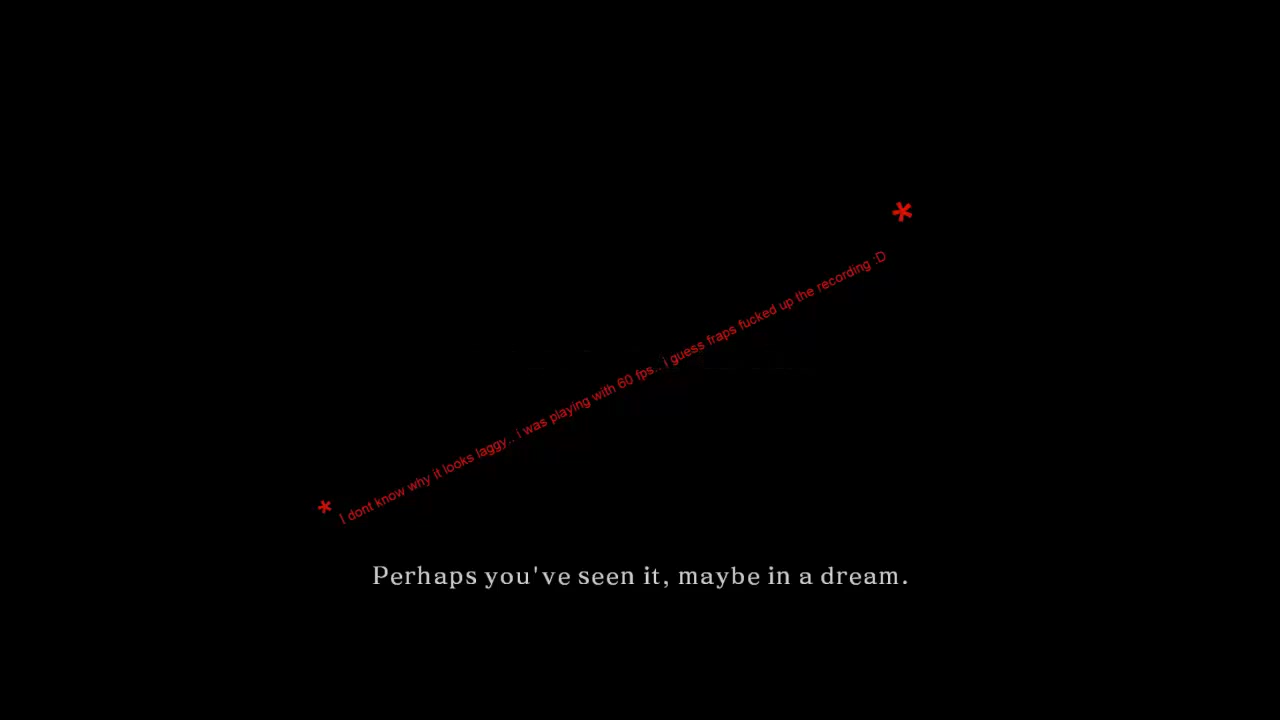 * I dont know why it looks laggy.. i was playing with 60 fps.. i guess fraps fucked up the recording :D *
Perhaps you've seen it, maybe in a dream.